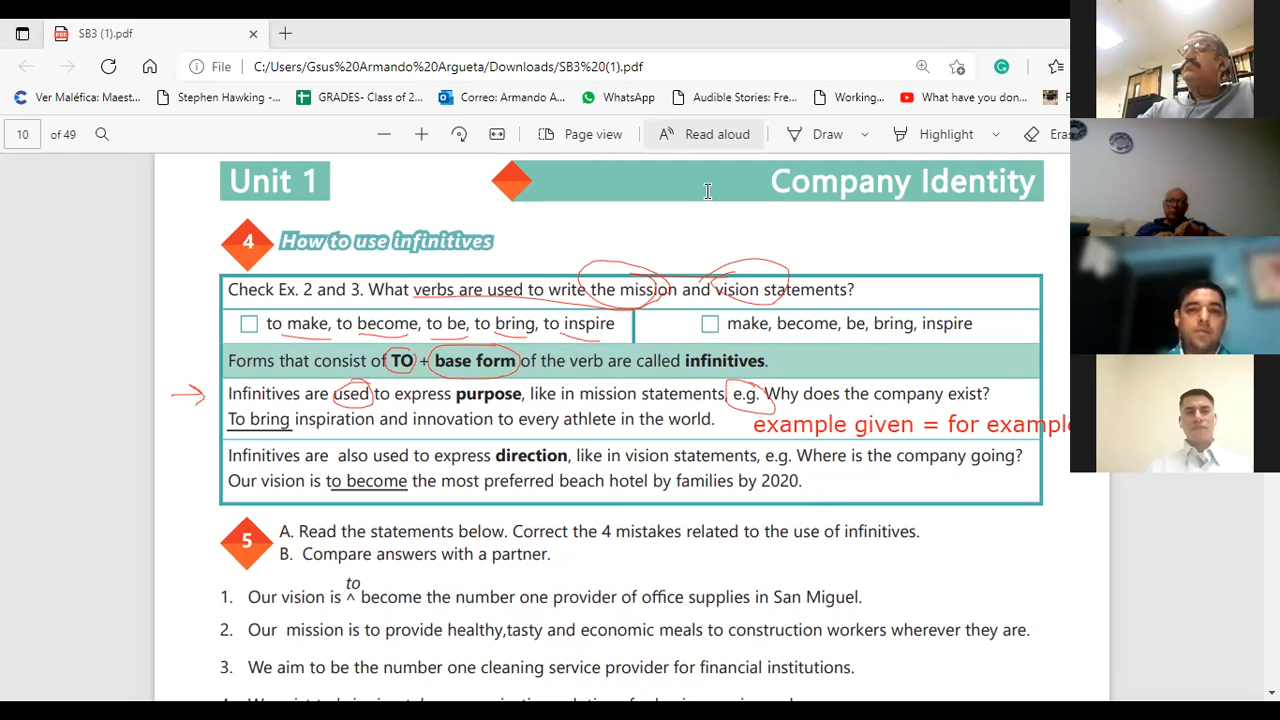 SB3 (1).pdf
File C:/Users/Gsus%20Armando%20Argueta/Downloads/SB3%20(1).pdf
Ver Maléfica: Maest... Stephen Hawking -... GRADES- Class of 2... Correo: Armando A... WhatsApp Audible Stories: Fre... Working... What have you don...
10 of 49 Page view Read aloud Draw Highlight Eras
Unit 1 Company Identity
4 How to use infinitives
Check Ex. 2 and 3. What verbs are used to write the mission and vision statements?
to make, to become, to be, to bring, to inspire make, become, be, bring, inspire
Forms that consist of TO + base form of the verb are called infinitives.
Infinitives are used to express purpose, like in mission statements, e.g. Why does the company exist?
To bring inspiration and innovation to every athlete in the world.
example given = for example
Infinitives are also used to express direction, like in vision statements, e.g. Where is the company going?
Our vision is to become the most preferred beach hotel by families by 2020.
5 A. Read the statements below. Correct the 4 mistakes related to the use of infinitives.
B. Compare answers with a partner.
to
1. Our vision is ^ become the number one provider of office supplies in San Miguel.
2. Our mission is to provide healthy,tasty and economic meals to construction workers wherever they are.
3. We aim to be the number one cleaning service provider for financial institutions.